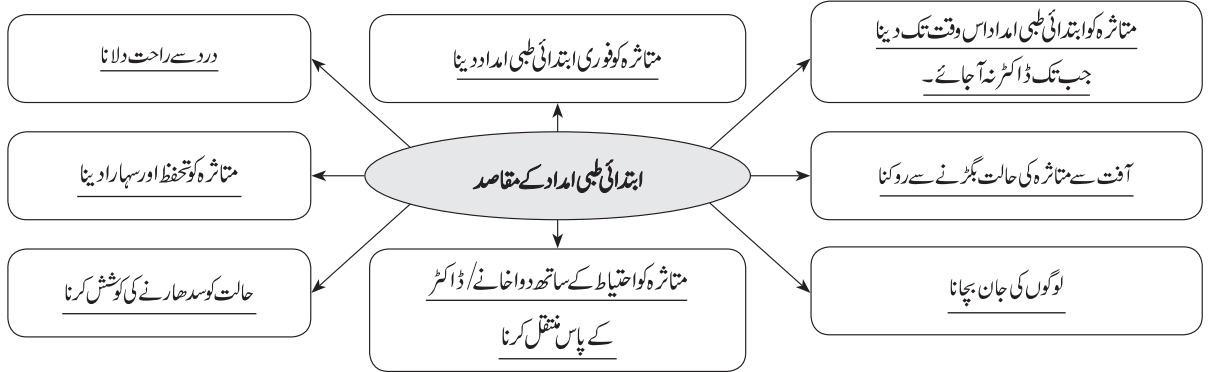 متاثرہ کو ابتدائی طبی امداد اس وقت تک دینا
جب تک ڈاکٹر نہ آ جائے۔
متاثرہ کو فوری ابتدائی طبی امداد دینا
درد سے راحت دلانا
آفت سے متاثرہ کی حالت بگڑنے سے روکنا
ابتدائی طبی امداد کے مقاصد
متاثرہ کو تحفظ اور سہارا دینا
لوگوں کی جان بچانا
متاثرہ کو احتیاط کے ساتھ دواخانے/ڈاکٹر
کے پاس منتقل کرنا
حالت کو سدھارنے کی کوشش کرنا